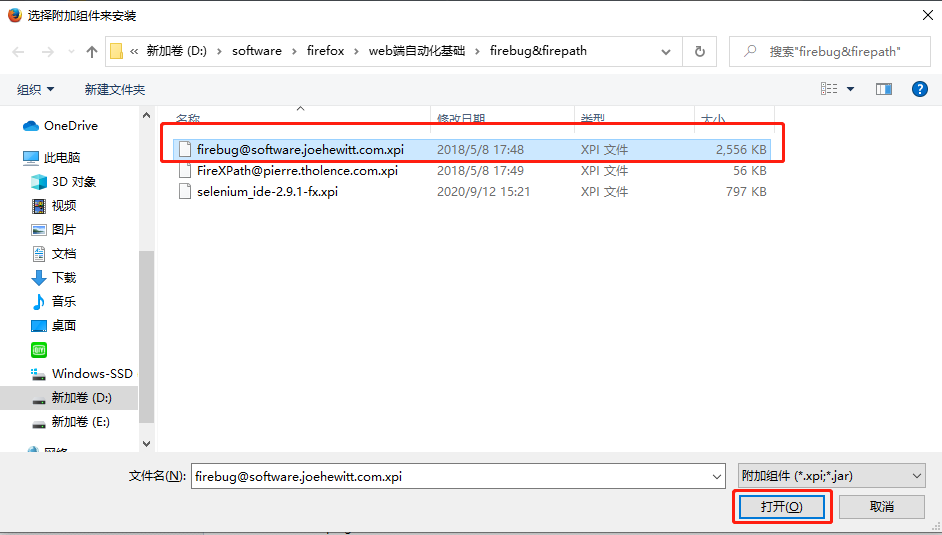 选择附加组件来安装
« 新加卷 (D:) › software › firefox › web端自动化基础 › firebug&firepath
搜索"firebug&firepath"
组织 新建文件夹
名称 修改日期 类型 大小
firebug@software.joehewitt.com.xpi 2018/5/8 17:48 XPI 文件 2,556 KB
FireXPath@pierre.tholence.com.xpi 2018/5/8 17:49 XPI 文件 56 KB
selenium_ide-2.9.1-fx.xpi 2020/9/12 15:21 XPI 文件 797 KB
OneDrive
此电脑
3D 对象
视频
图片
文档
下载
音乐
桌面
Windows-SSD
新加卷 (D:)
新加卷 (E:)
网络
文件名(N): firebug@software.joehewitt.com.xpi 附加组件 (*.xpi;*.jar)
打开(O) 取消